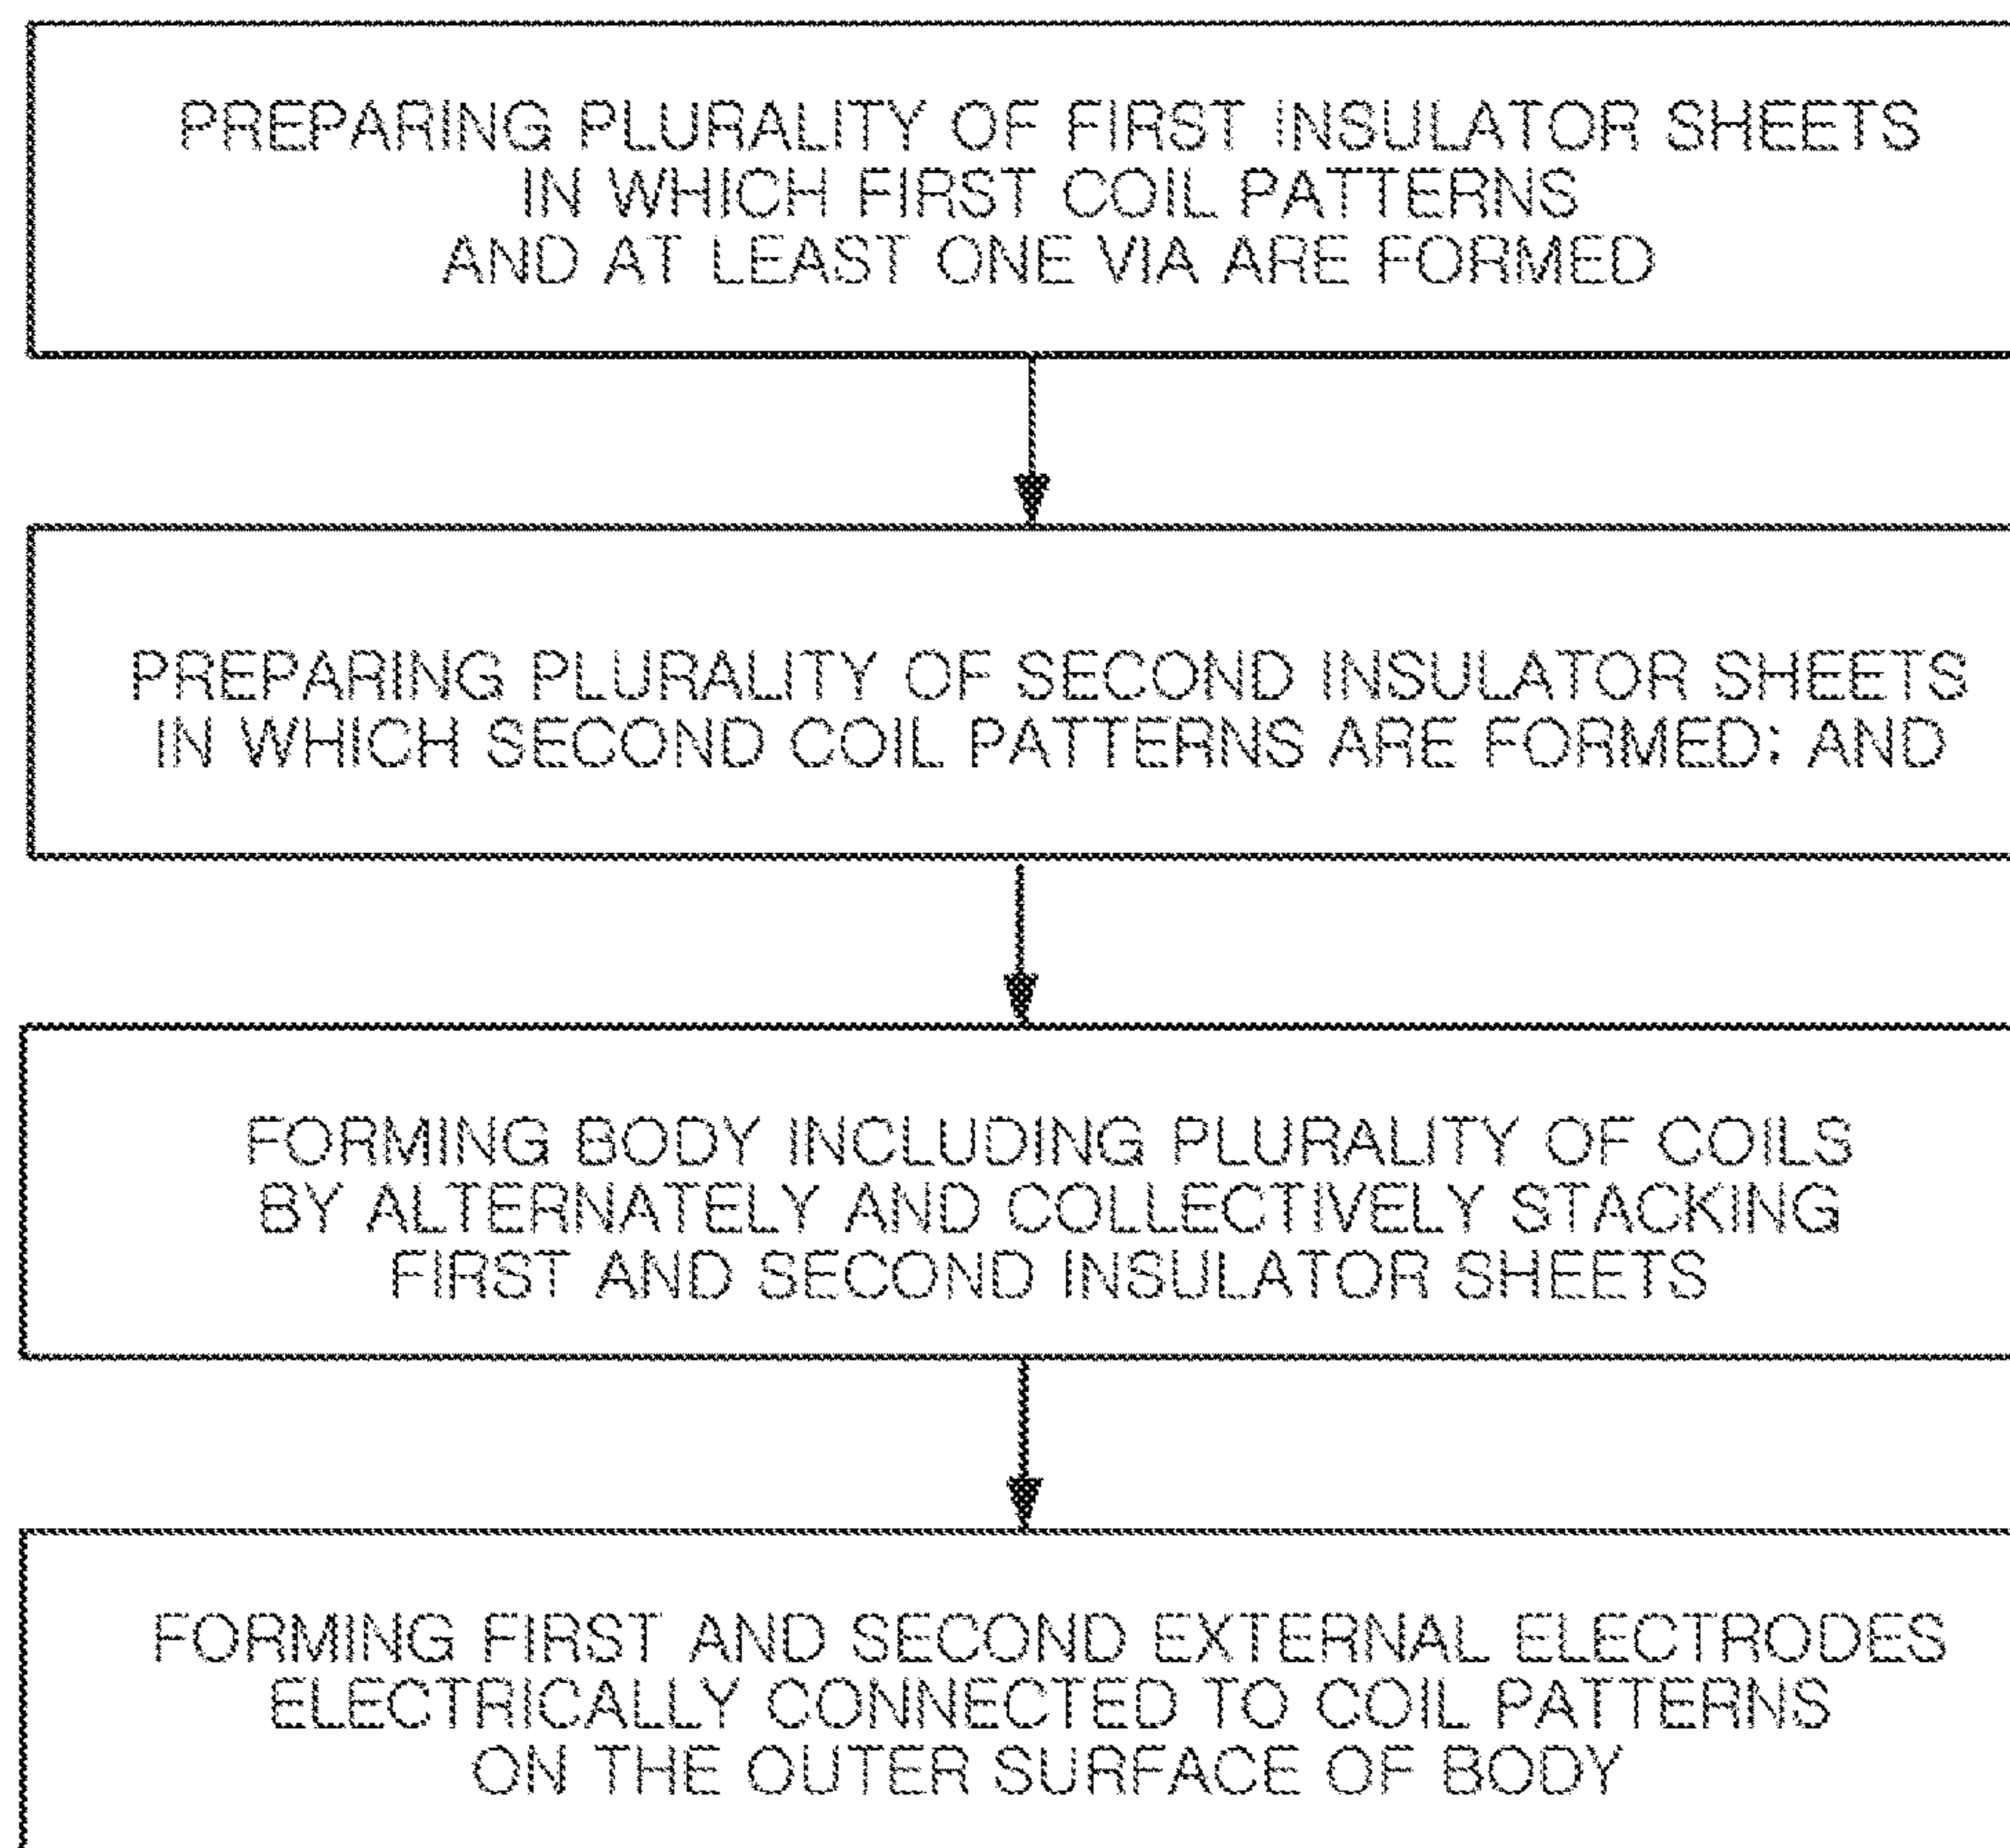 PREPARING PLURALITY OF FIRST INSULATOR SHEETS
IN WHICH FIRST COIL PATTERNS
AND AT LEAST ONE VIA ARE FORMED
PREPARING PLURALITY OF SECOND INSULATOR SHEETS
IN WHICH SECOND COIL PATTERNS ARE FORMED; AND
FORMING BODY INCLUDING PLURALITY OF COILS
BY ALTERNATELY AND COLLECTIVELY STACKING
FIRST AND SECOND INSULATOR SHEETS
FORMING FIRST AND SECOND EXTERNAL ELECTRODES
ELECTRICALLY CONNECTED TO COIL PATTERNS
ON THE OUTER SURFACE OF BODY